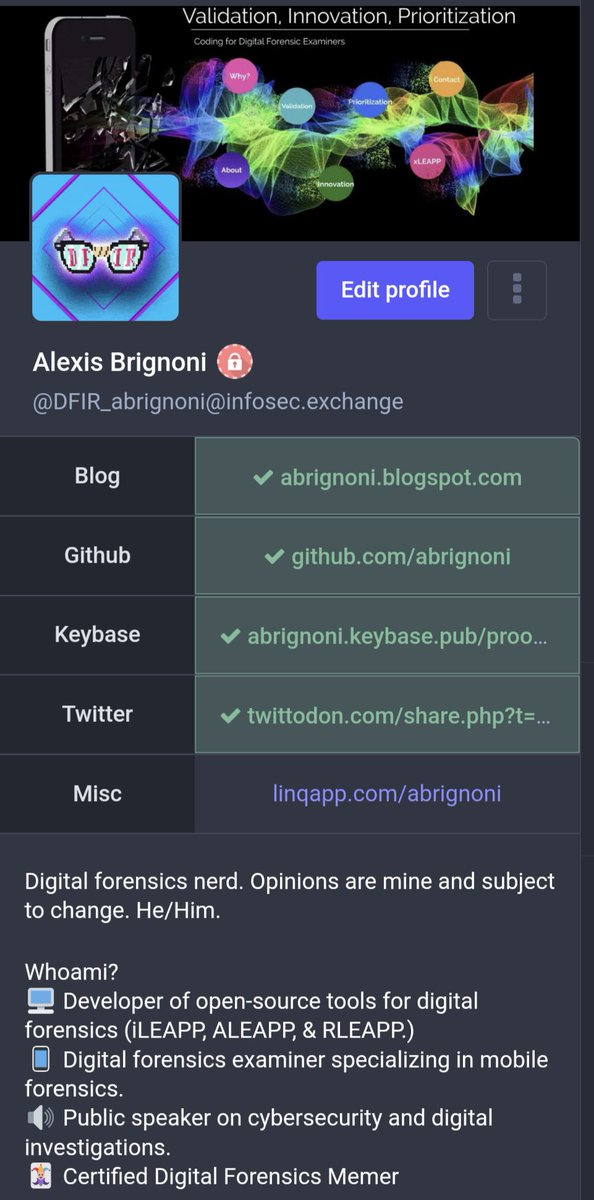 Validation, Innovation, Prioritization
Coding for Digital Forensic Examiners
Why?
Validation
Prioritization
Contact
About
Innovation
xLEAPP
DFIR
Edit profile
Alexis Brignoni
@DFIR_abrignoni@infosec.exchange
Blog ✔ abrignoni.blogspot.com
Github ✔ github.com/abrignoni
Keybase ✔ abrignoni.keybase.pub/proo...
Twitter ✔ twittodon.com/share.php?t=...
Misc linqapp.com/abrignoni
Digital forensics nerd. Opinions are mine and subject
to change. He/Him.
Whoami?
🖥️ Developer of open-source tools for digital
forensics (iLEAPP, ALEAPP, & RLEAPP.)
📱 Digital forensics examiner specializing in mobile
forensics.
🔊 Public speaker on cybersecurity and digital
investigations.
🃏 Certified Digital Forensics Memer